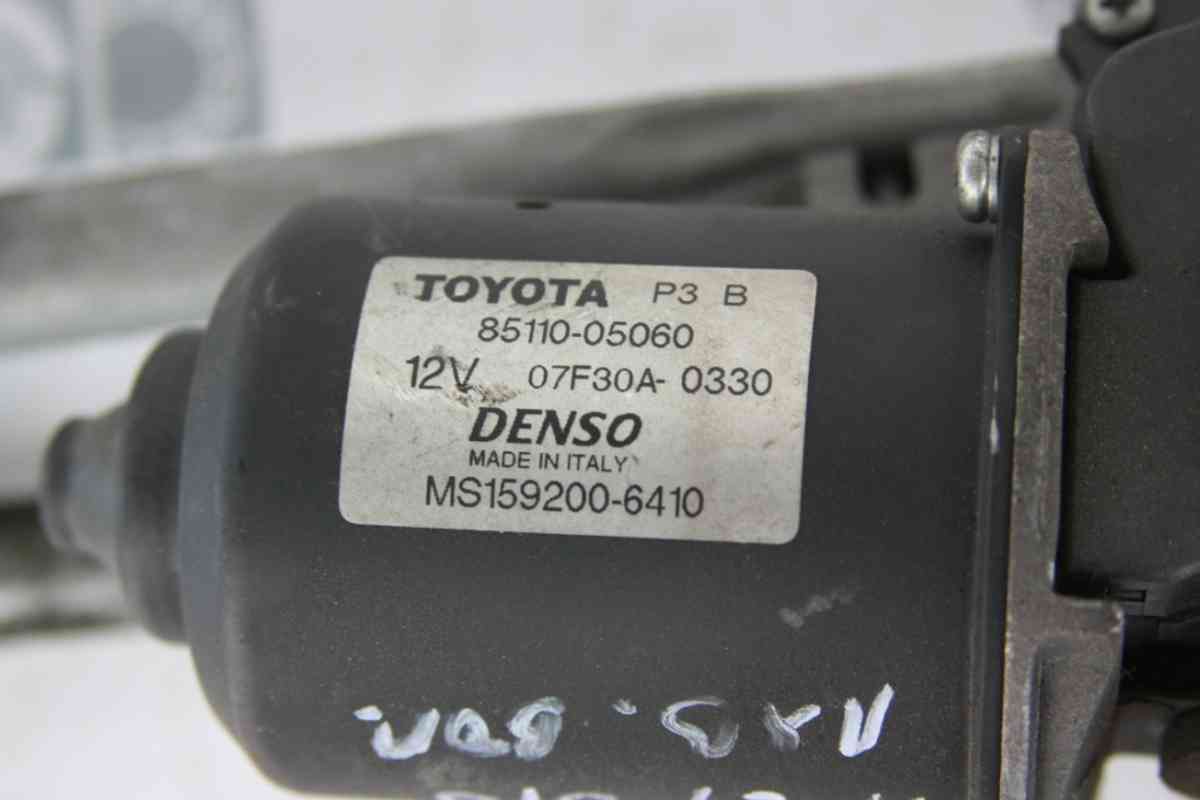 TOYOTA P3 B
85110-05060
12V 07F30A- 0330
DENSO
MADE IN ITALY
MS159200-6410